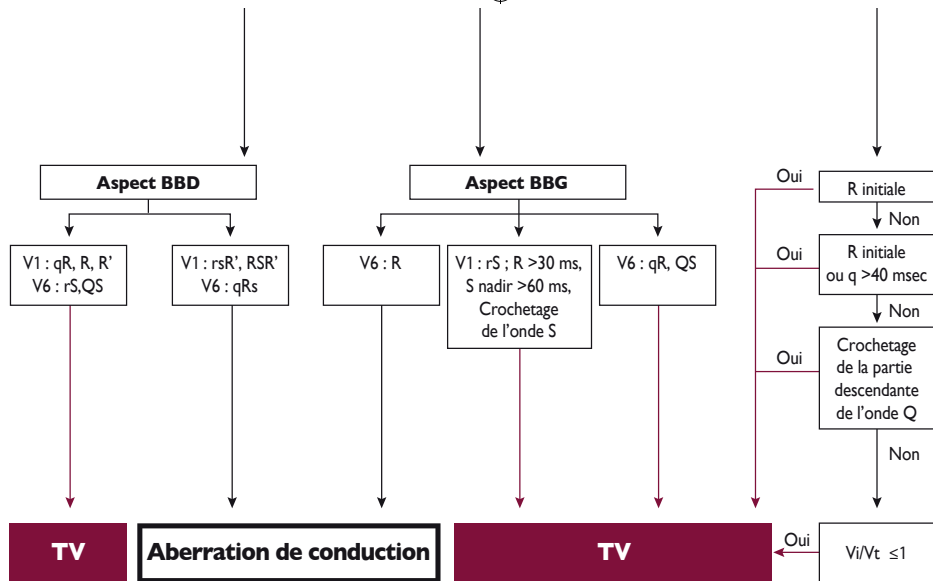 Aspect BBD
Aspect BBG
Oui
R initiale
Non
V1 : qR, R, R’
V6 : rS,QS
V1 : rsR’, RSR’
V6 : qRs
V6 : R
V1 : rS ; R >30 ms,
S nadir >60 ms,
Crochetage
de l’onde S
V6 : qR, QS
Oui
R initiale
ou q >40 msec
Non
Oui
Crochetage
de la partie
descendante
de l’onde Q
Non
TV
Aberration de conduction
TV
Oui
Vi/Vt ≤1